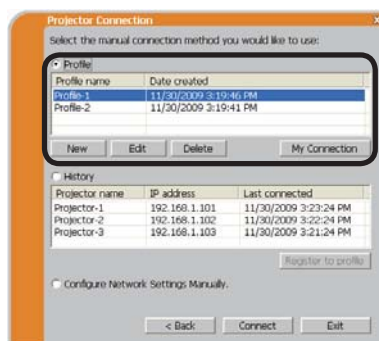 Projector Connection
Select the manual connection method you would like to use:
Profile
Profile name Date created
Profile-1 11/30/2009 3:19:46 PM
Profile-2 11/30/2009 3:19:41 PM
New Edit Delete My Connection
History
Projector name IP address Last connected
Projector-1 192.168.1.101 11/30/2009 3:23:24 PM
Projector-2 192.168.1.102 11/30/2009 3:22:24 PM
Projector-3 192.168.1.103 11/30/2009 3:21:24 PM
Register to profile
Configure Network Settings Manually.
< Back Connect Exit